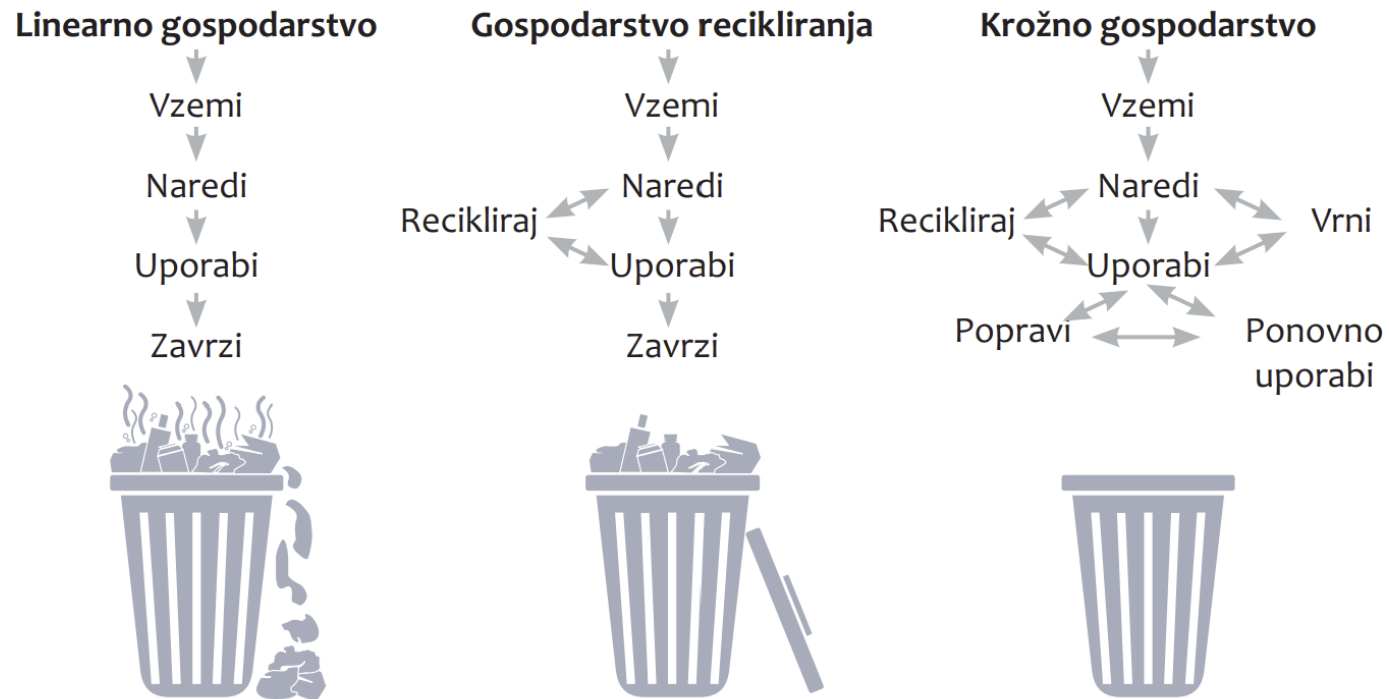 Linearno gospodarstvo
Vzemi
Naredi
Uporabi
Zavrzi
Gospodarstvo recikliranja
Vzemi
Naredi
Recikliraj
Uporabi
Zavrzi
Krožno gospodarstvo
Vzemi
Naredi
Recikliraj
Vrni
Uporabi
Popravi
Ponovno
uporabi